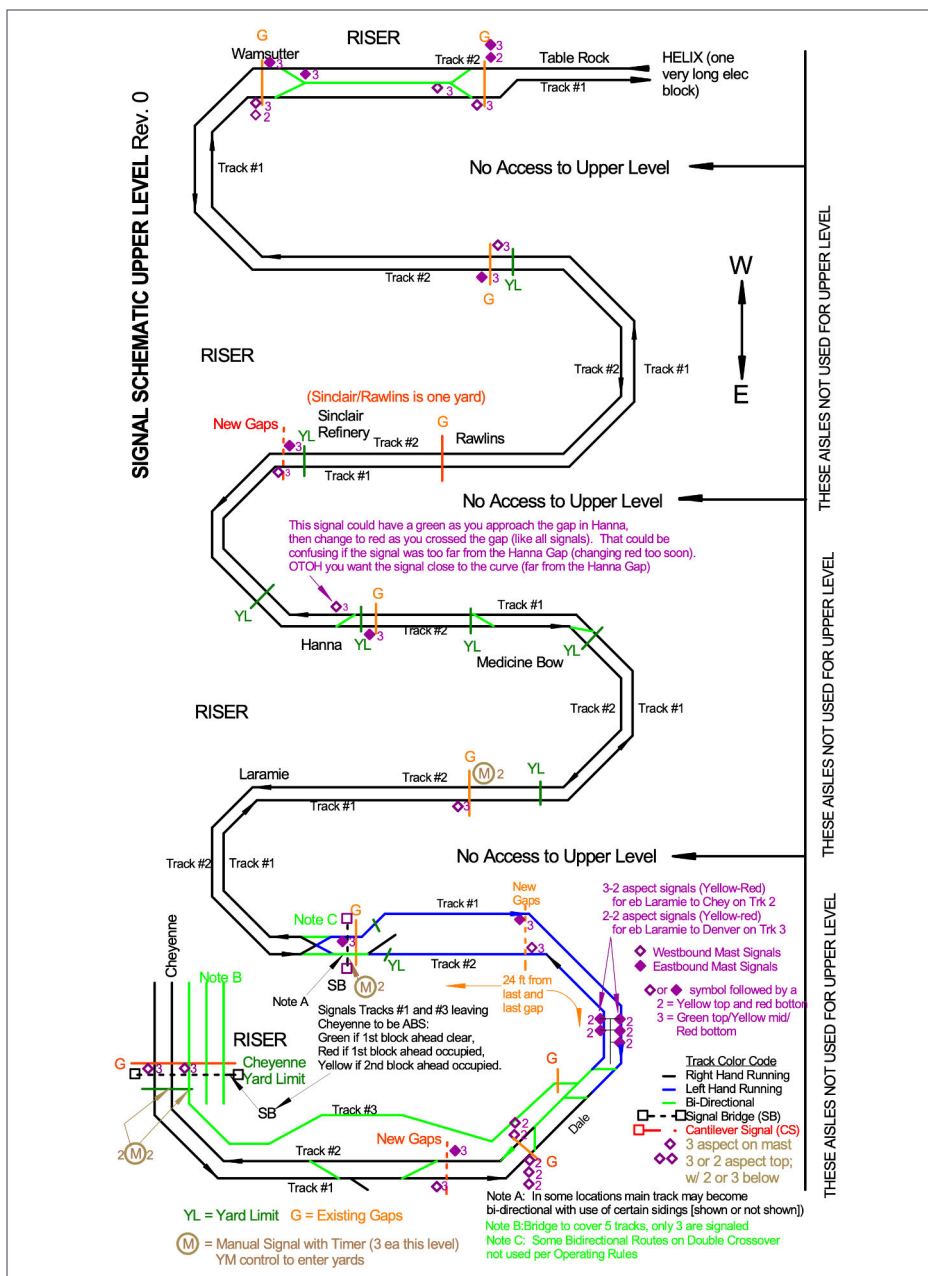 SIGNAL SCHEMATIC UPPER LEVEL Rev. 0
RISER
G
Wamsutter
3
3
Track #2
G
3
2
Table Rock
HELIX (one
very long elec
block)
Track #1
3
2
3
3
Track #1
No Access to Upper Level
THESE AISLES NOT USED FOR UPPER LEVEL
3
Track #2
3
YL
G
W
E
RISER
Track #2
Track #1
(Sinclair/Rawlins is one yard)
New Gaps
Sinclair
Refinery
G
3
YL
Track #2
Rawlins
3
Track #1
No Access to Upper Level
This signal could have a green as you approach the gap in Hanna,
then change to red as you crossed the gap (like all signals). That could be
confusing if the signal was too far from the Hanna Gap (changing red too soon).
OTOH you want the signal close to the curve (far from the Hanna Gap)
THESE AISLES NOT USED FOR UPPER LEVEL
YL
3
G
Track #1
Track #2
Hanna
YL
3
YL
YL
Medicine Bow
RISER
Track #2
Track #1
Laramie
Track #2
G
M 2
YL
Track #1
3
Track #2
Track #1
No Access to Upper Level
THESE AISLES NOT USED FOR UPPER LEVEL
Note C
G
Track #1
New
Gaps
3
3-2 aspect signals (Yellow-Red)
for eb Laramie to Chey on Trk 2
2-2 aspect signals (Yellow-red)
for eb Laramie to Denver on Trk 3
3
YL
Track #2
3
SB
M 2
Note A
24 ft from
last and
last gap
Westbound Mast Signals
Eastbound Mast Signals
or symbol followed by a
2 = Yellow top and red bottom
3 = Green top/Yellow mid/
Red bottom
2 2
2 2
2
Cheyenne
Note B
Signals Tracks #1 and #3 leaving
Cheyenne to be ABS:
Green if 1st block ahead clear,
Red if 1st block ahead occupied,
Yellow if 2nd block ahead occupied.
RISER
G
Cheyenne
Yard Limit
3
3
SB
2 M 2
Track Color Code
Right Hand Running
Left Hand Running
Bi-Directional
Signal Bridge (SB)
Cantilever Signal (CS)
3 aspect on mast
3 or 2 aspect top;
w/ 2 or 3 below
G
Track #3
Dale
2
2
G
New Gaps
Track #2
3
Track #1
3
2
2
2
Note A: In some locations main track may become
bi-directional with use of certain sidings [shown or not shown])
Note B:Bridge to cover 5 tracks, only 3 are signaled
Note C: Some Bidirectional Routes on Double Crossover
not used per Operating Rules
YL = Yard Limit G = Existing Gaps
M = Manual Signal with Timer (3 ea this level)
YM control to enter yards